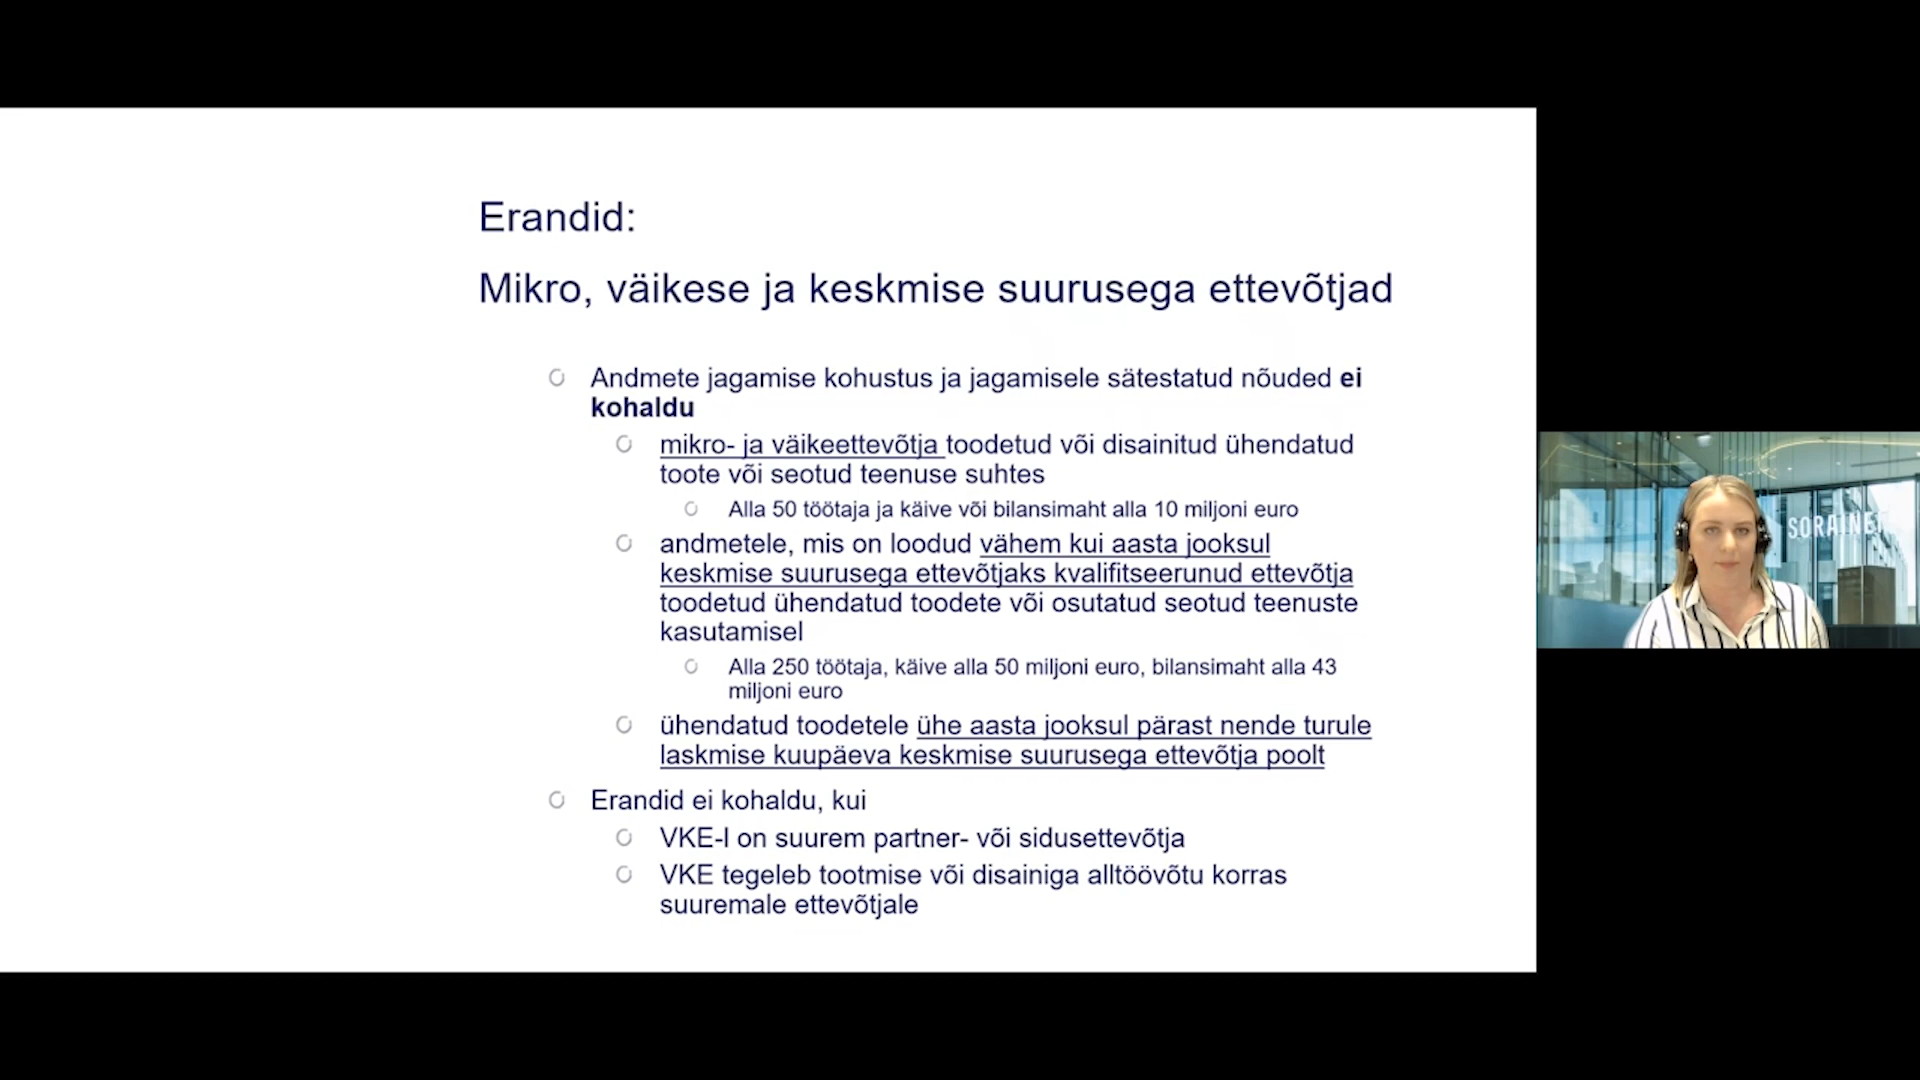 Erandid:
Mikro, väikese ja keskmise suurusega ettevõtjad
Andmete jagamise kohustus ja jagamisele sätestatud nõuded ei
kohaldu
mikro- ja väikeettevõtja toodetud või disainitud ühendatud
toote või seotud teenuse suhtes
Alla 50 töötaja ja käive või bilansimaht alla 10 miljoni euro
andmetele, mis on loodud vähem kui aasta jooksul
keskmise suurusega ettevõtjaks kvalifitseerunud ettevõtja
toodetud ühendatud toodete või osutatud seotud teenuste
kasutamisel
Alla 250 töötaja, käive alla 50 miljoni euro, bilansimaht alla 43
miljoni euro
ühendatud toodetele ühe aasta jooksul pärast nende turule
laskmise kuupäeva keskmise suurusega ettevõtja poolt
Erandid ei kohaldu, kui
VKE-l on suurem partner- või sidusettevõtja
VKE tegeleb tootmise või disainiga alltöövõtu korras
suuremale ettevõtjale
SORAINEN